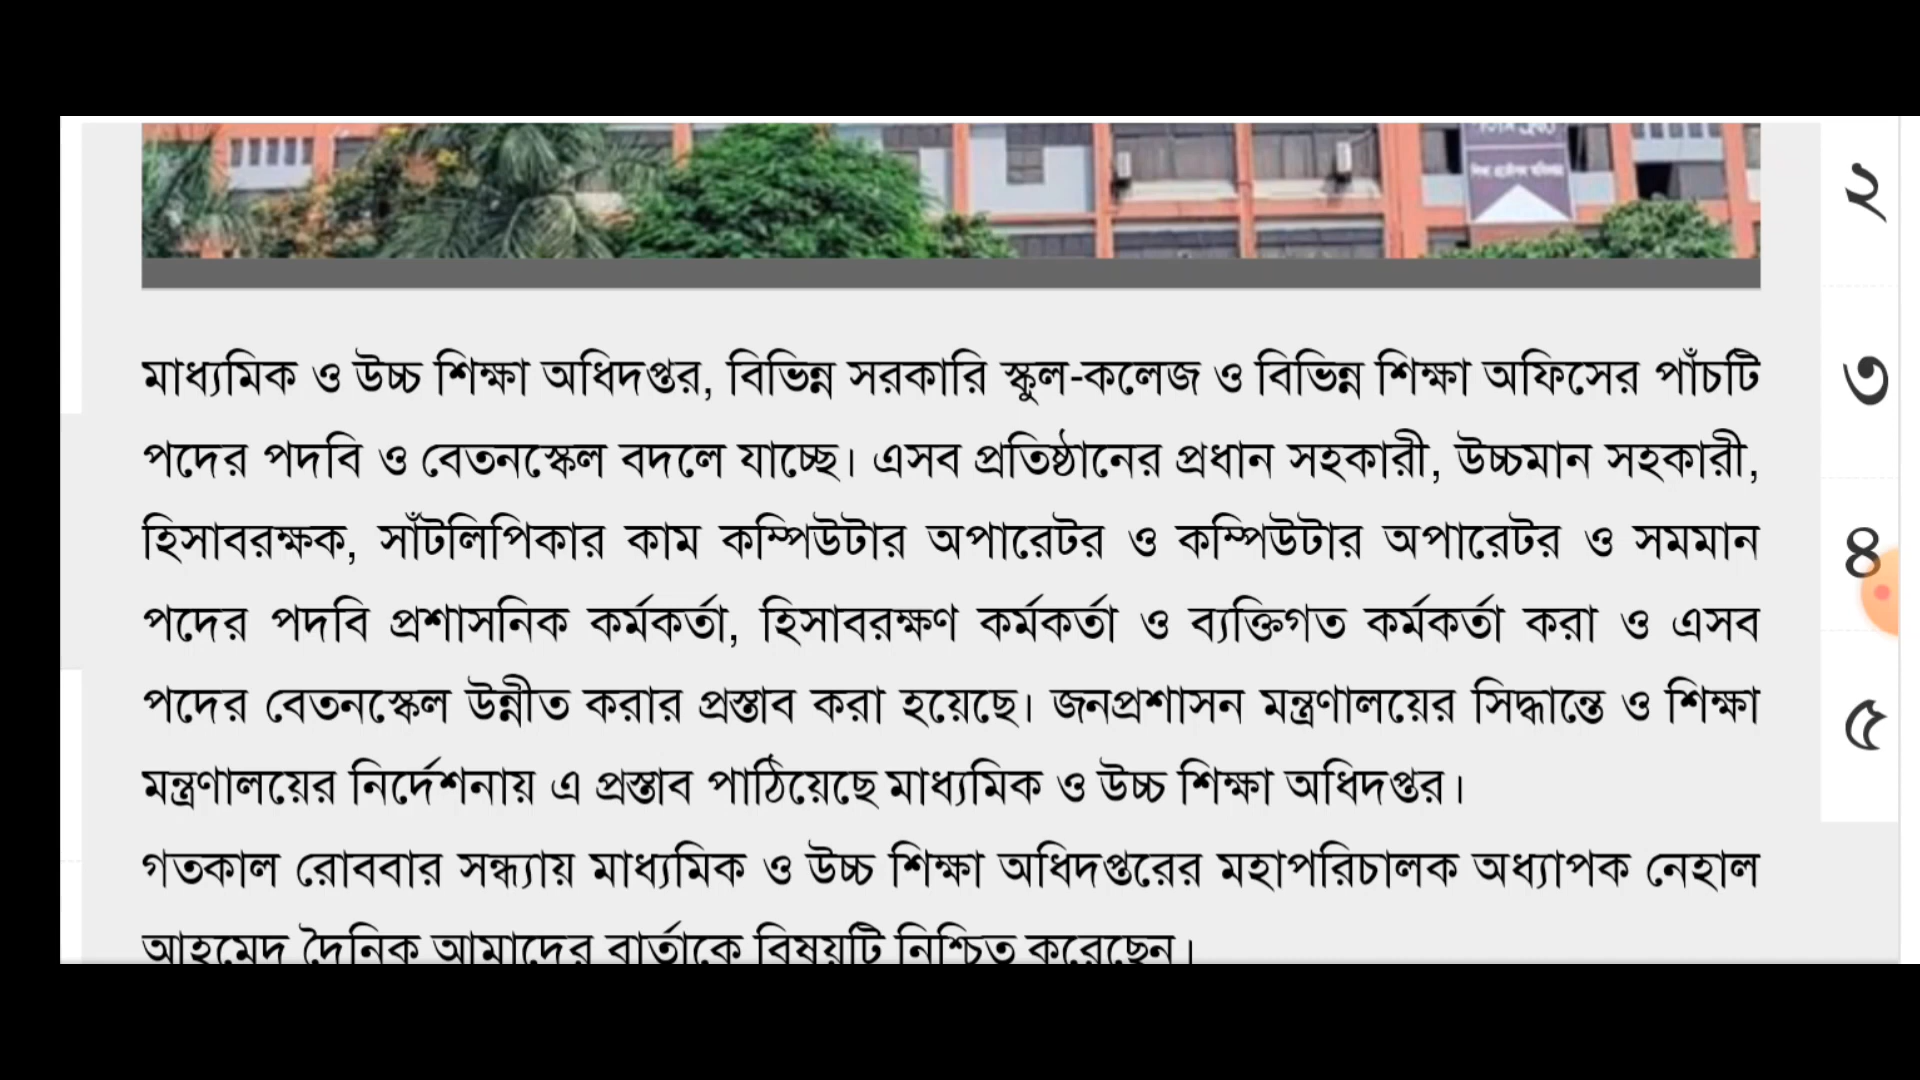 মাধ্যমিক ও উচ্চ শিক্ষা অধিদপ্তর, বিভিন্ন সরকারি স্কুল-কলেজ ও বিভিন্ন শিক্ষা অফিসের পাঁচটি
পদের পদবি ও বেতনস্কেল বদলে যাচ্ছে। এসব প্রতিষ্ঠানের প্রধান সহকারী, উচ্চমান সহকারী,
হিসাবরক্ষক, সাঁটলিপিকার কাম কম্পিউটার অপারেটর ও কম্পিউটার অপারেটর ও সমমান
পদের পদবি প্রশাসনিক কর্মকর্তা, হিসাবরক্ষণ কর্মকর্তা ও ব্যক্তিগত কর্মকর্তা করা ও এসব
পদের বেতনস্কেল উন্নীত করার প্রস্তাব করা হয়েছে। জনপ্রশাসন মন্ত্রণালয়ের সিদ্ধান্তে ও শিক্ষা
মন্ত্রণালয়ের নির্দেশনায় এ প্রস্তাব পাঠিয়েছে মাধ্যমিক ও উচ্চ শিক্ষা অধিদপ্তর।
গতকাল রোববার সন্ধ্যায় মাধ্যমিক ও উচ্চ শিক্ষা অধিদপ্তরের মহাপরিচালক অধ্যাপক নেহাল
আহমেদ দৈনিক আমাদের বার্তাকে বিষয়টি নিশ্চিত করেছেন।
২
৩
৪
৫